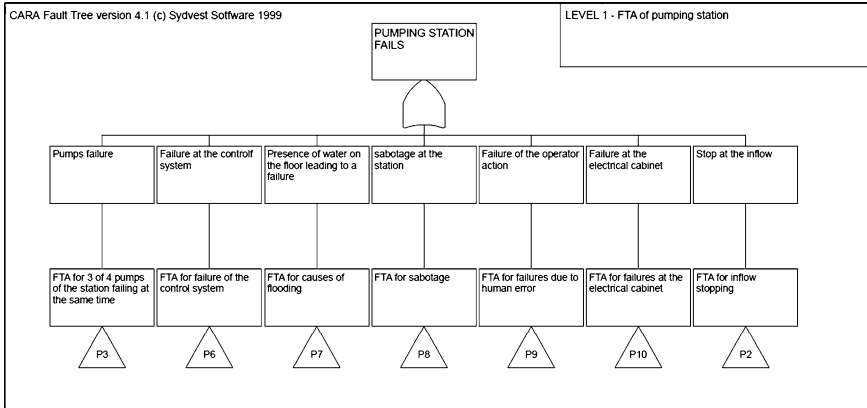 CARA Fault Tree version 4.1 (c) Sydvest Sotfware 1999
LEVEL 1 - FTA of pumping station
PUMPING STATION
FAILS
Pumps failure
Failure at the controlf
system
Presence of water on
the floor leading to a
failure
sabotage at the
station
Failure of the operator
action
Failure at the
electrical cabinet
Stop at the inflow
FTA for 3 of 4 pumps
of the station failing at
the same time
FTA for failure of the
control system
FTA for causes of
flooding
FTA for sabotage
FTA for failures due to
human error
FTA for failures at the
electrical cabinet
FTA for inflow
stopping
P3
P6
P7
P8
P9
P10
P2